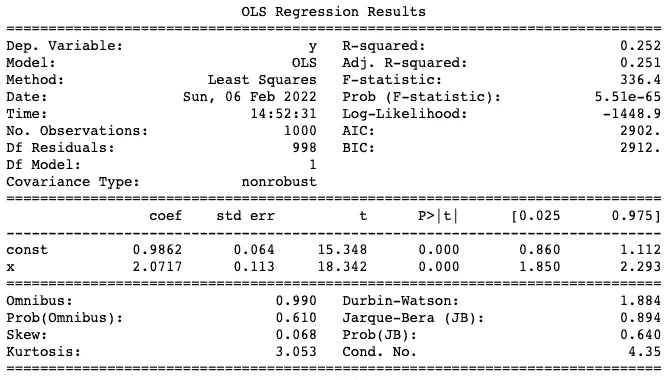 OLS Regression Results
==============================================================================
Dep. Variable:                      y   R-squared:                       0.252
Model:                            OLS   Adj. R-squared:                  0.251
Method:                 Least Squares   F-statistic:                     336.4
Date:                Sun, 06 Feb 2022   Prob (F-statistic):           5.51e-65
Time:                        14:52:31   Log-Likelihood:                -1448.9
No. Observations:                1000   AIC:                             2902.
Df Residuals:                     998   BIC:                             2912.
Df Model:                           1
Covariance Type:            nonrobust
==============================================================================
                 coef    std err          t      P>|t|      [0.025      0.975]
------------------------------------------------------------------------------
const          0.9862      0.064     15.348      0.000       0.860       1.112
x              2.0717      0.113     18.342      0.000       1.850       2.293
==============================================================================
Omnibus:                        0.990   Durbin-Watson:                   1.884
Prob(Omnibus):                  0.610   Jarque-Bera (JB):                0.894
Skew:                           0.068   Prob(JB):                        0.640
Kurtosis:                       3.053   Cond. No.                         4.35
==============================================================================